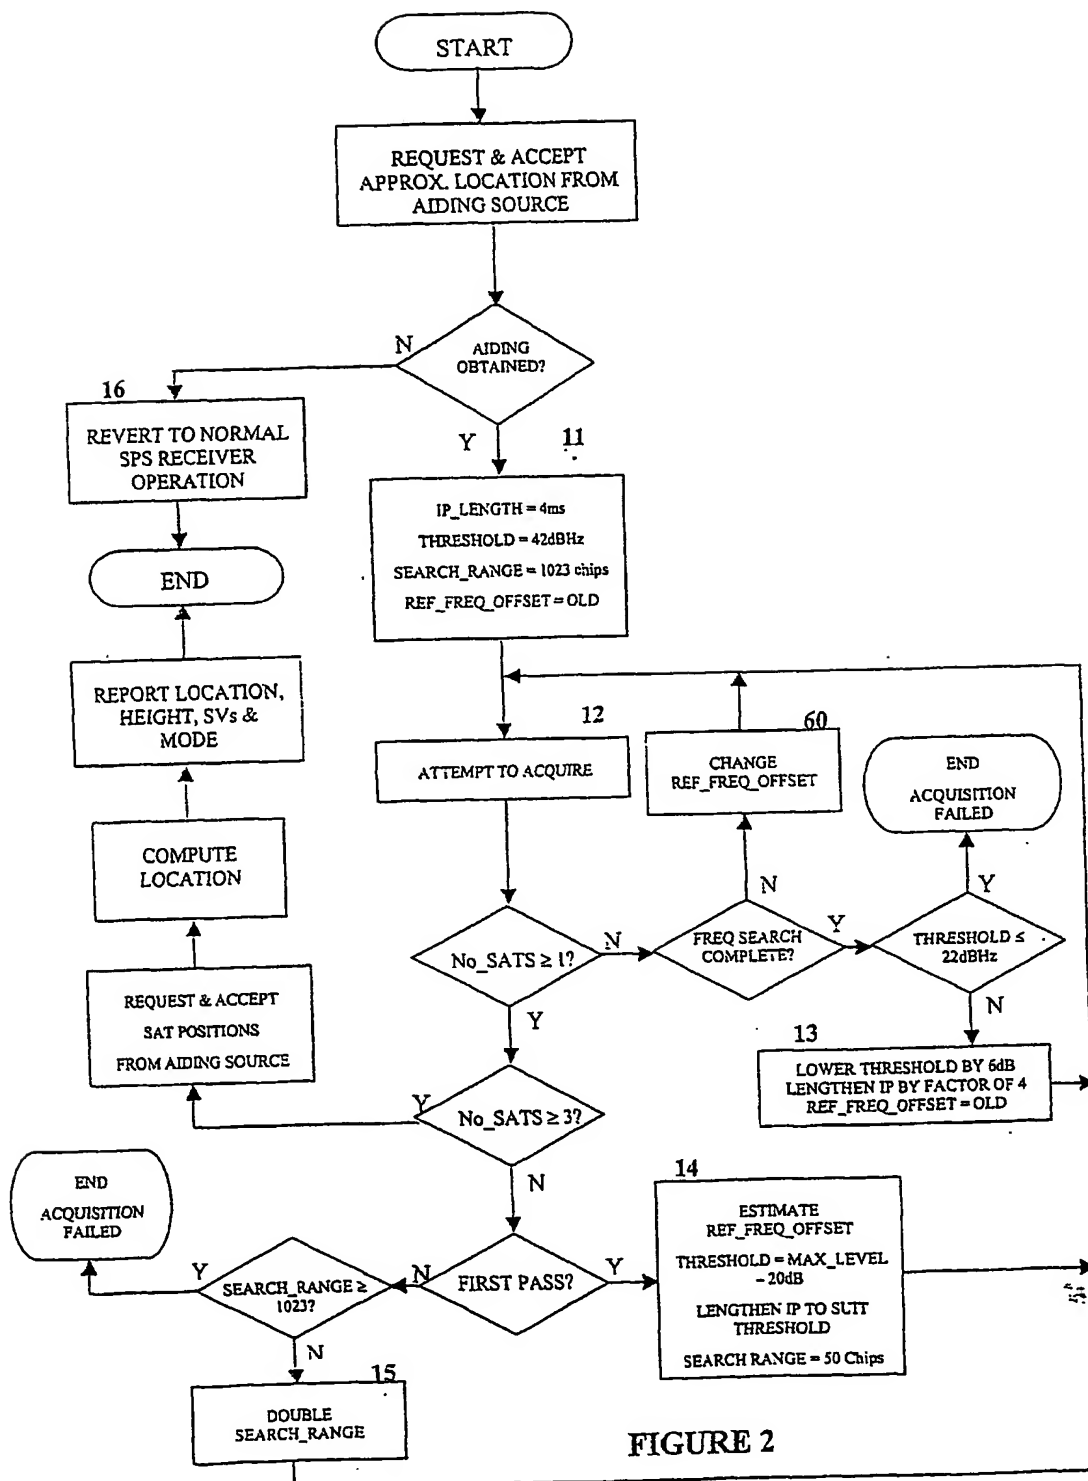 START
REQUEST & ACCEPT
APPROX. LOCATION FROM
AIDING SOURCE
AIDING
OBTAINED?
N
Y
16
REVERT TO NORMAL
SPS RECEIVER
OPERATION
END
11
IP_LENGTH = 4ms
THRESHOLD = 42dBHz
SEARCH_RANGE = 1023 chips
REF_FREQ_OFFSET = OLD
REPORT LOCATION,
HEIGHT, SVs &
MODE
12
ATTEMPT TO ACQUIRE
60
CHANGE
REF_FREQ_OFFSET
END
ACQUISITION
FAILED
COMPUTE
LOCATION
N
Y
No_SATS ≥ 1?
N
FREQ SEARCH
COMPLETE?
Y
THRESHOLD ≤
22dBHz
REQUEST & ACCEPT
SAT POSITIONS
FROM AIDING SOURCE
Y
N
13
LOWER THRESHOLD BY 6dB
LENGTHEN IP BY FACTOR OF 4
REF_FREQ_OFFSET = OLD
Y
No_SATS ≥ 3?
N
END
ACQUISITION
FAILED
14
ESTIMATE
REF_FREQ_OFFSET
THRESHOLD = MAX_LEVEL
– 20dB
LENGTHEN IP TO SUIT
THRESHOLD
SEARCH RANGE = 50 Chips
Y
SEARCH_RANGE ≥
1023?
N
FIRST PASS?
Y
N
15
DOUBLE
SEARCH_RANGE
FIGURE 2